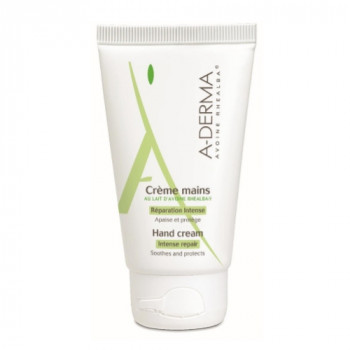 A-DERMA
AVOINE RHEALBA®
Crème mains
AU LAIT D'AVOINE RHEALBA®
Réparation Intense
Apaise et protège
Hand cream
Intense repair
Soothes and protects